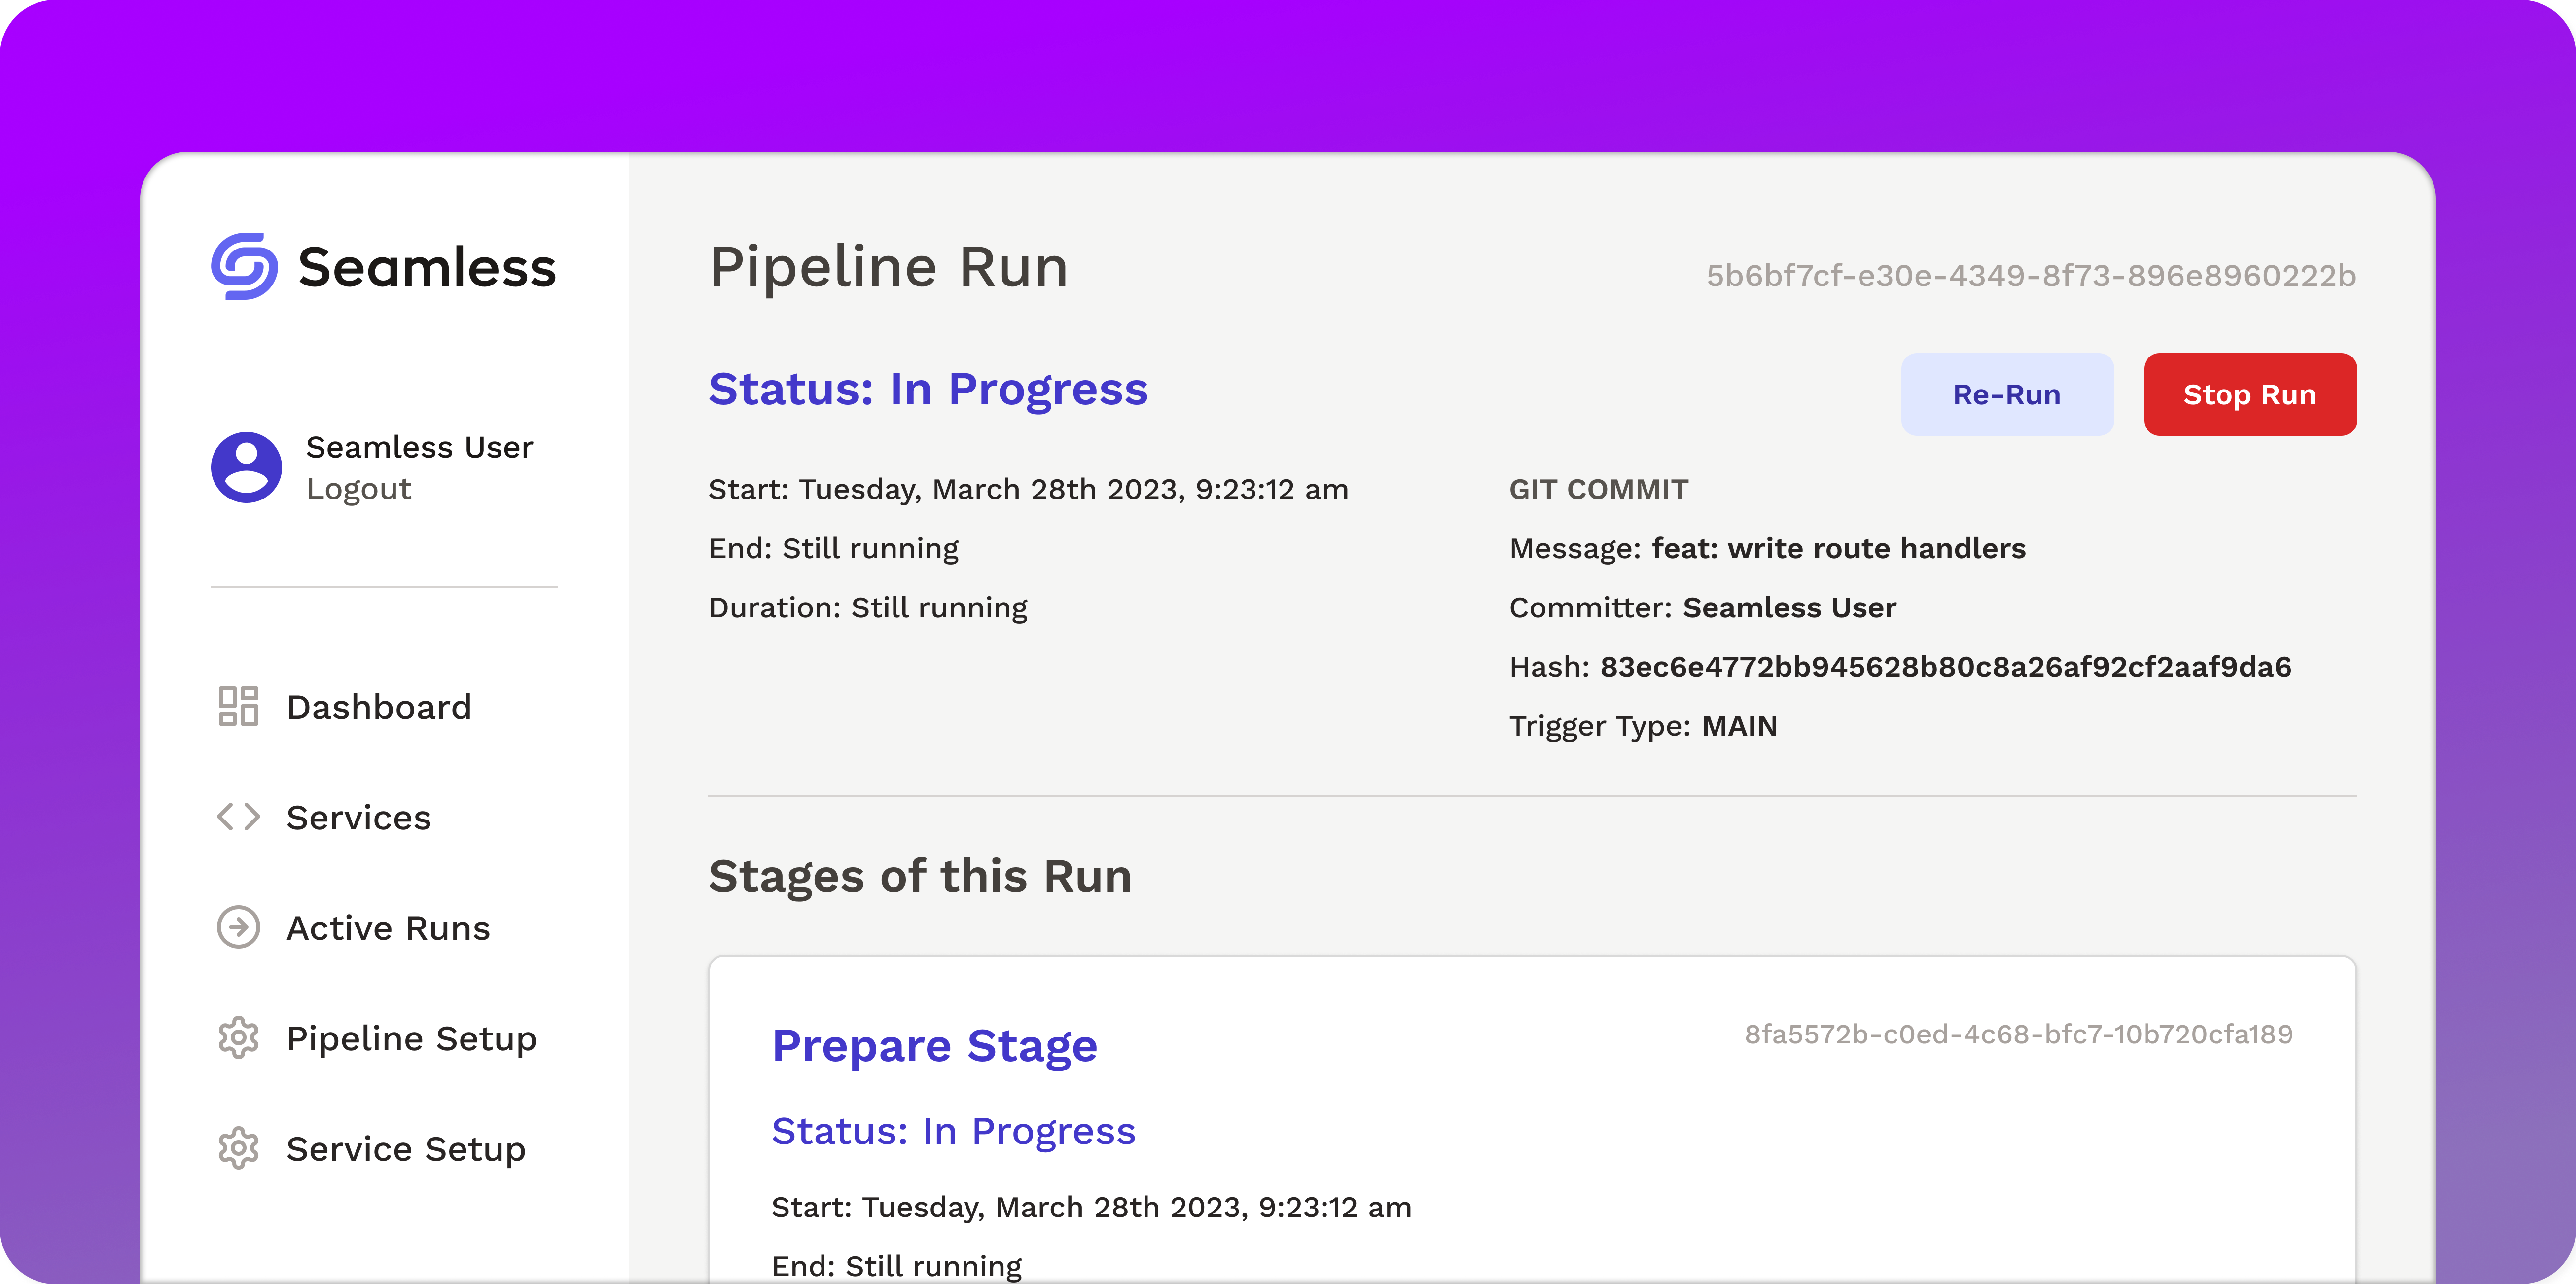 Seamless
Seamless User
Logout
Dashboard
Services
Active Runs
Pipeline Setup
Service Setup
Pipeline Run
5b6bf7cf-e30e-4349-8f73-896e8960222b
Status: In Progress
Re-Run
Stop Run
Start: Tuesday, March 28th 2023, 9:23:12 am
End: Still running
Duration: Still running
GIT COMMIT
Message: feat: write route handlers
Committer: Seamless User
Hash: 83ec6e4772bb945628b80c8a26af92cf2aaf9da6
Trigger Type: MAIN
Stages of this Run
Prepare Stage
8fa5572b-c0ed-4c68-bfc7-10b720cfa189
Status: In Progress
Start: Tuesday, March 28th 2023, 9:23:12 am
End: Still running